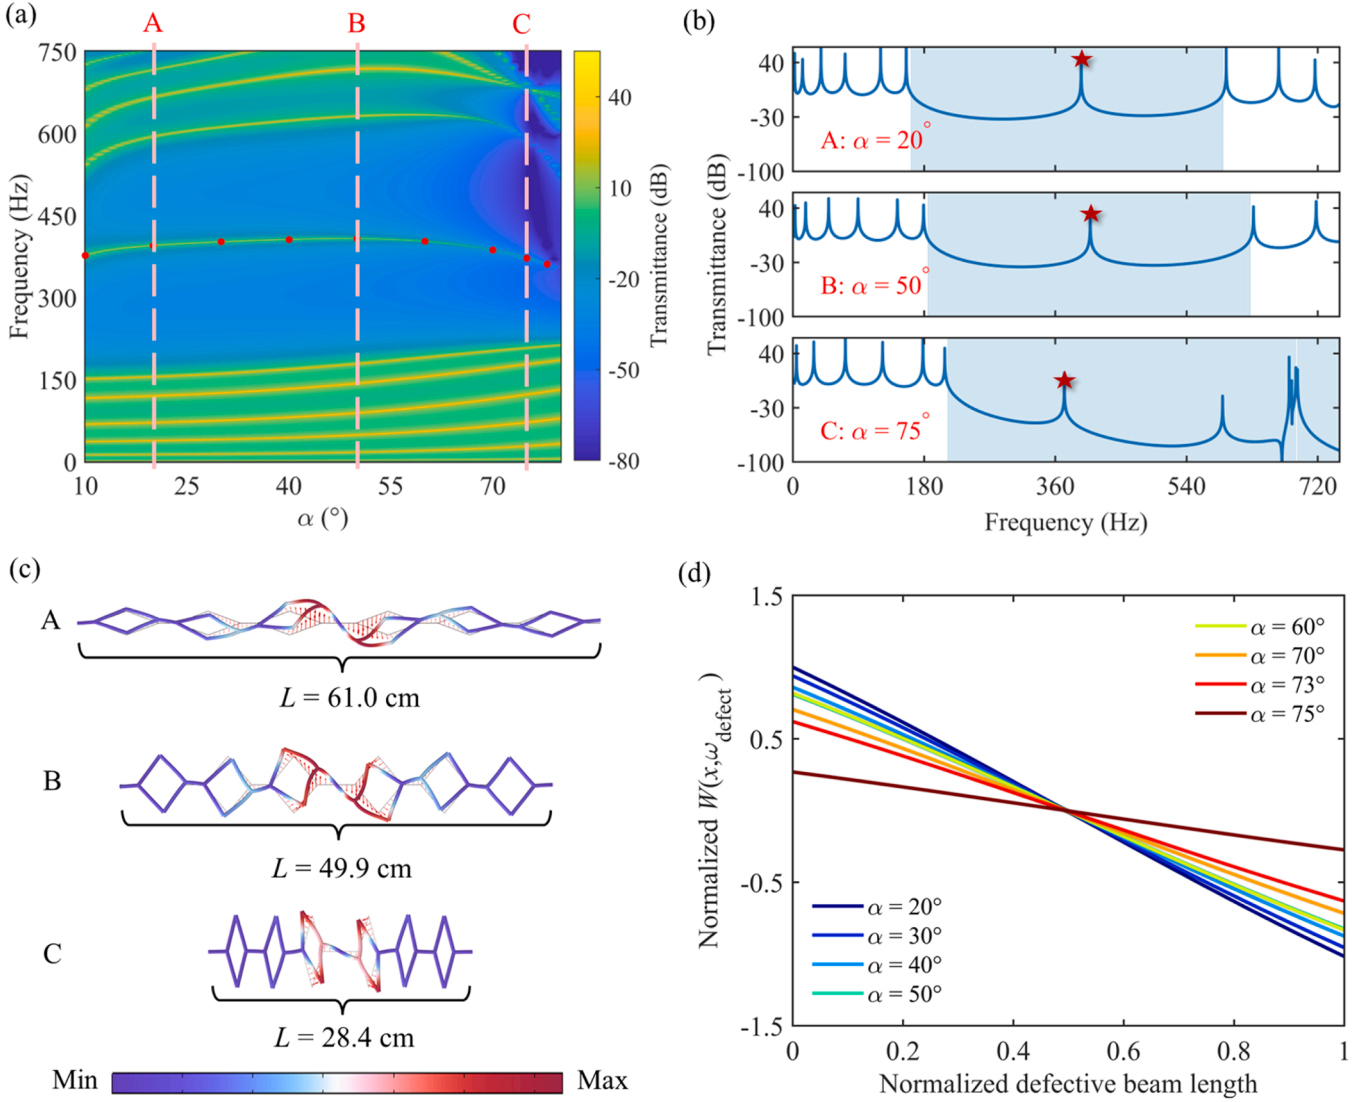 (a)
A
B
C
750
600
450
300
150
0
Frequency (Hz)
10
25
40
55
70
α (°)
40
10
-20
-50
-80
Transmittance (dB)
(b)
Transmittance (dB)
40
-30
-100
A: α = 20°
40
-30
-100
B: α = 50°
40
-30
-100
C: α = 75°
0
180
360
540
720
Frequency (Hz)
(c)
A
L = 61.0 cm
B
L = 49.9 cm
C
L = 28.4 cm
Min
Max
(d)
Normalized W(x,ω_defect)
1.5
0.5
-0.5
-1.5
α = 60°
α = 70°
α = 73°
α = 75°
α = 20°
α = 30°
α = 40°
α = 50°
0
0.2
0.4
0.6
0.8
1
Normalized defective beam length